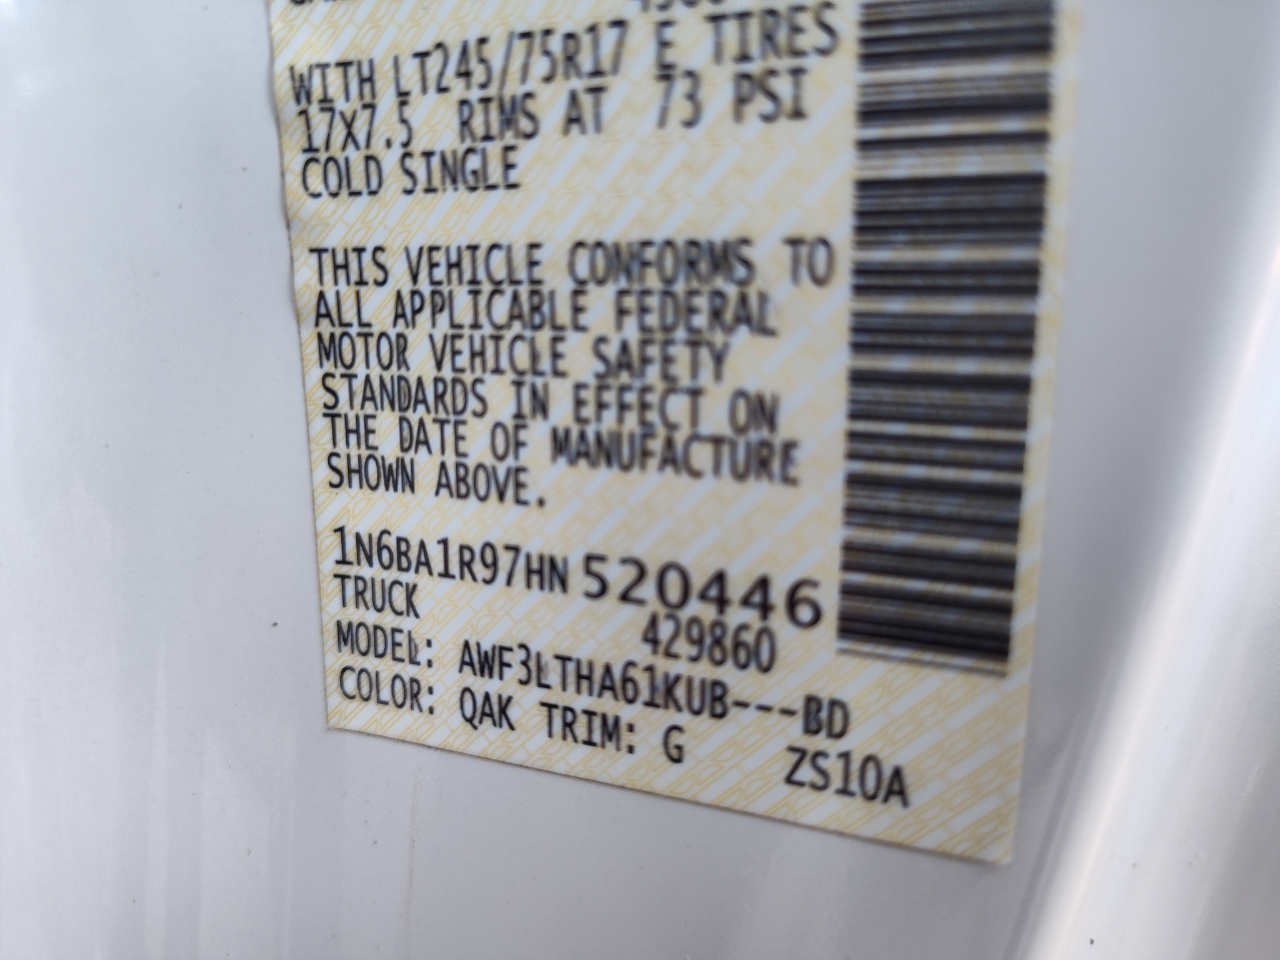 WITH LT245/75R17 E TIRES
17X7.5 RIMS AT 73 PSI
COLD SINGLE
THIS VEHICLE CONFORMS TO
ALL APPLICABLE FEDERAL
MOTOR VEHICLE SAFETY
STANDARDS IN EFFECT ON
THE DATE OF MANUFACTURE
SHOWN ABOVE.
1N6BA1R97HN 520446
TRUCK 429860
MODEL: AWF3LTHA61KUB---BD
COLOR: QAK TRIM: G ZS10A